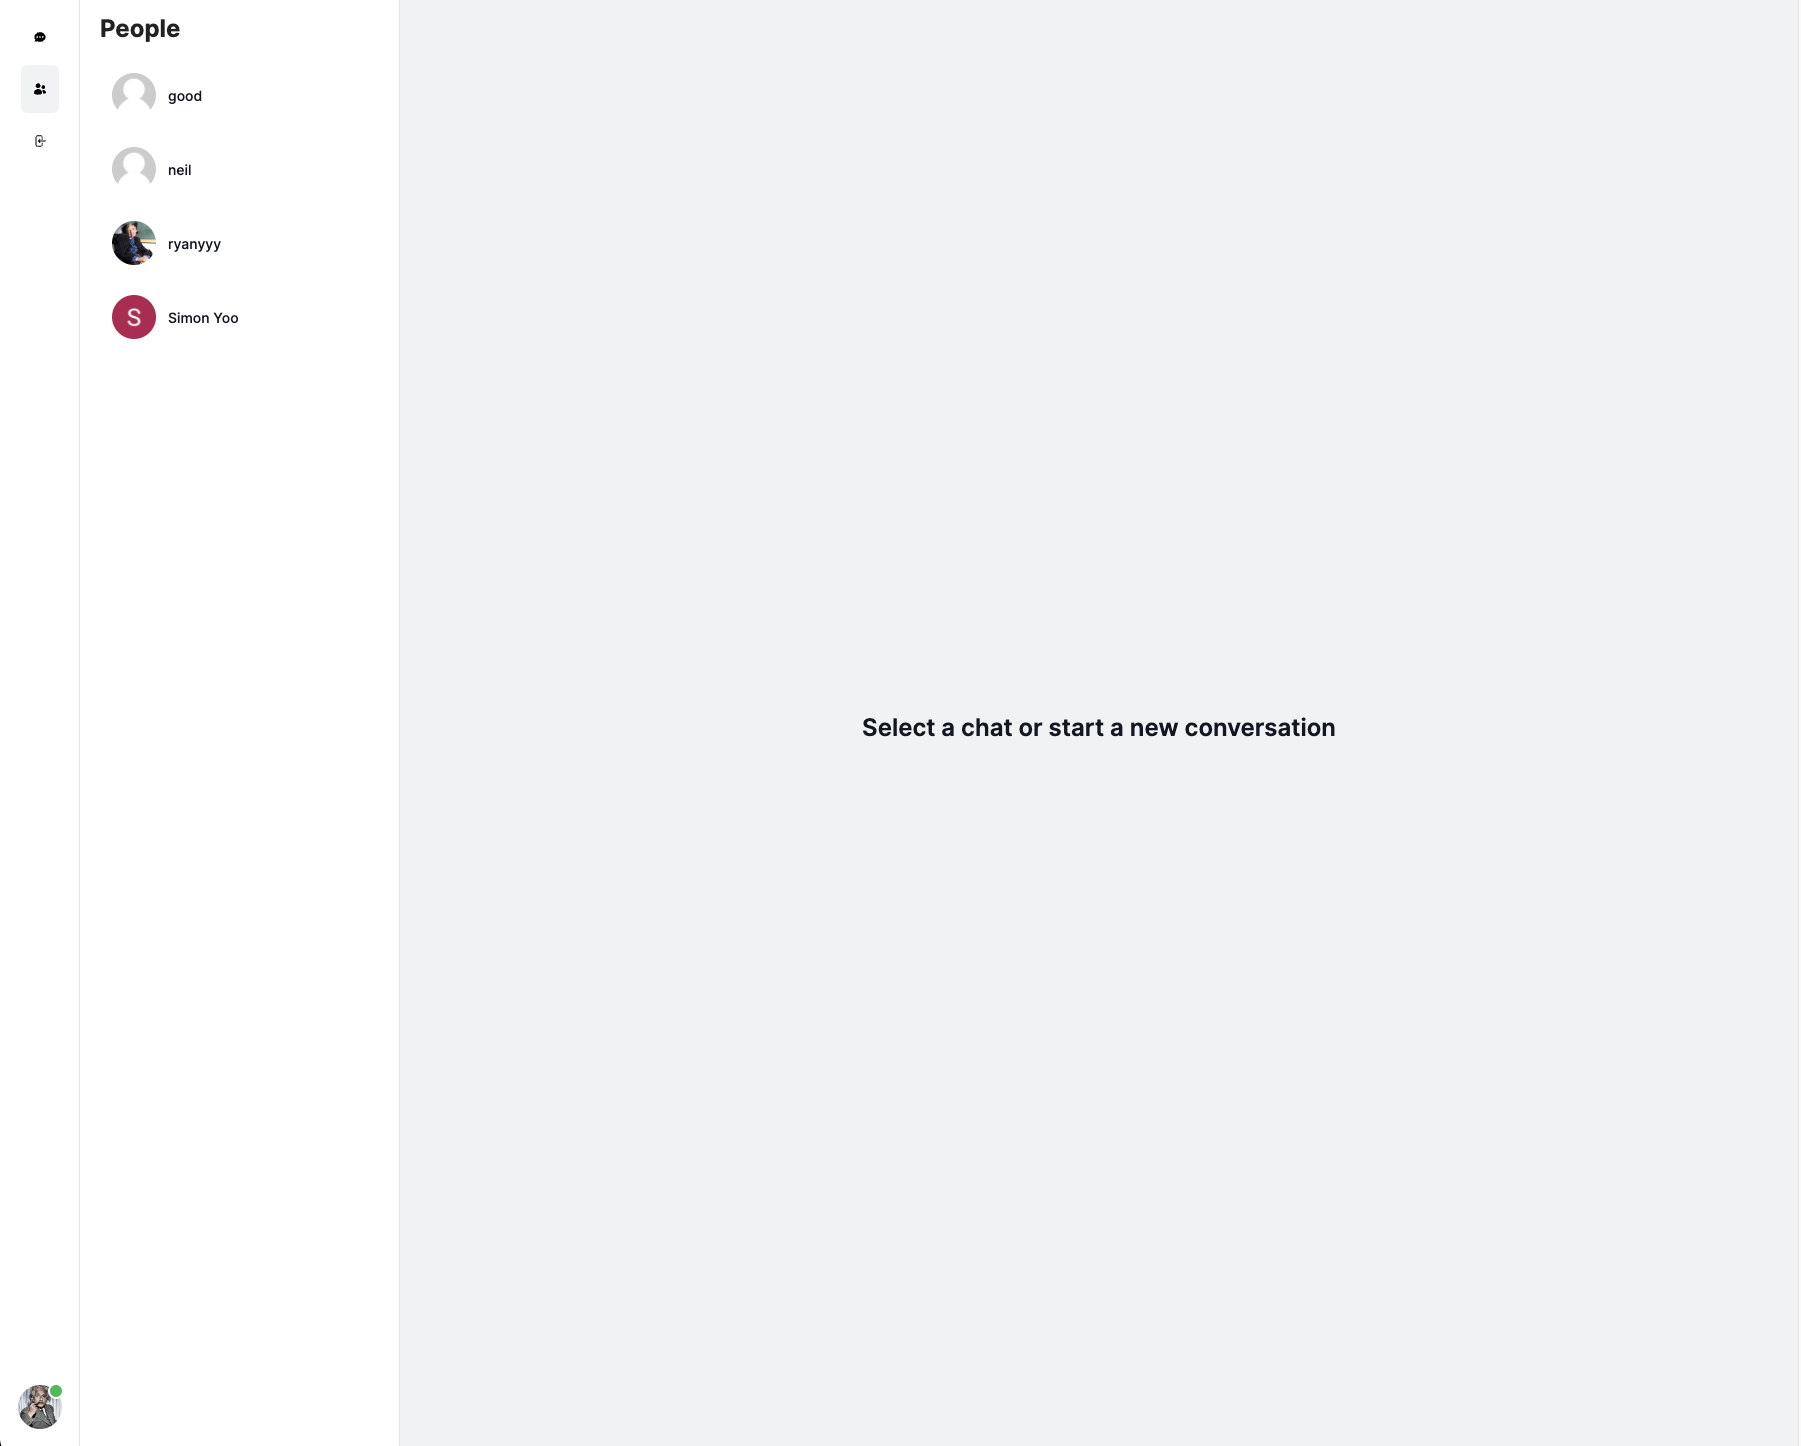 People
good
neil
ryanyyy
S
Simon Yoo
Select a chat or start a new conversation